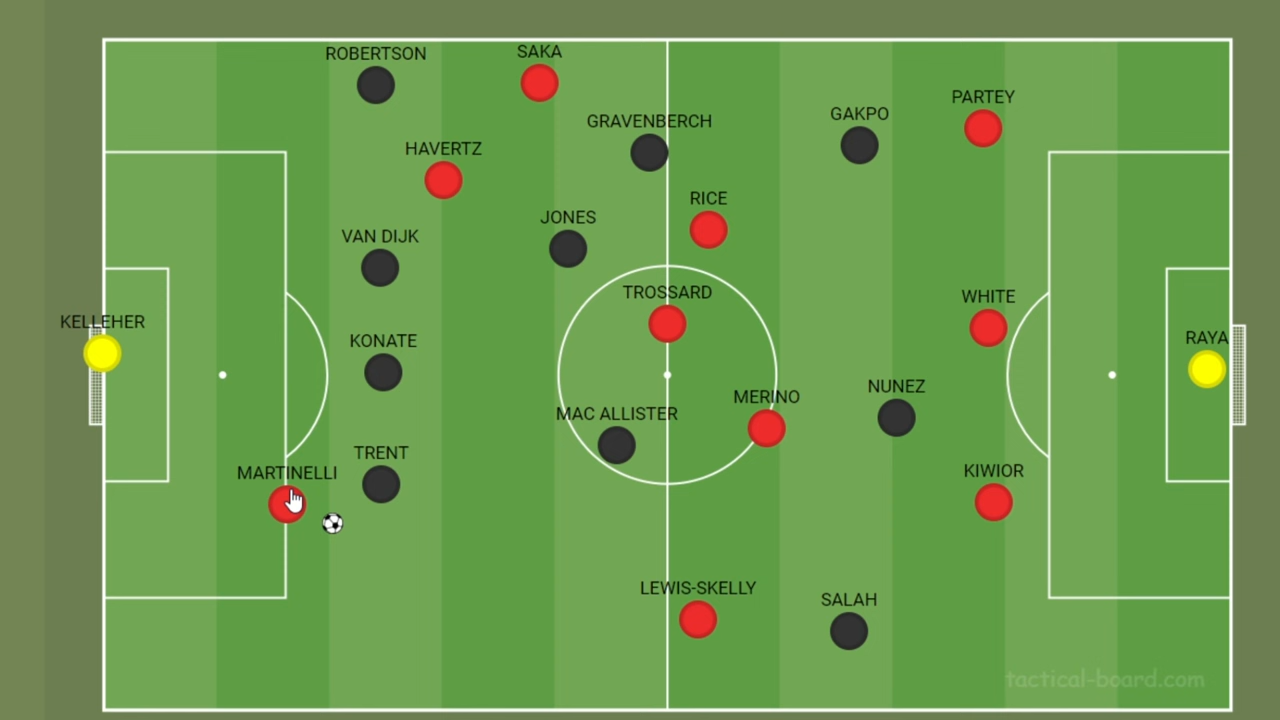 ROBERTSON
SAKA
PARTEY
GAKPO
GRAVENBERCH
HAVERTZ
RICE
JONES
VAN DIJK
TROSSARD
WHITE
KELLEHER
RAYA
KONATE
NUNEZ
MERINO
MAC ALLISTER
TRENT
KIWIOR
MARTINELLI
LEWIS-SKELLY
SALAH
tactical-board.com